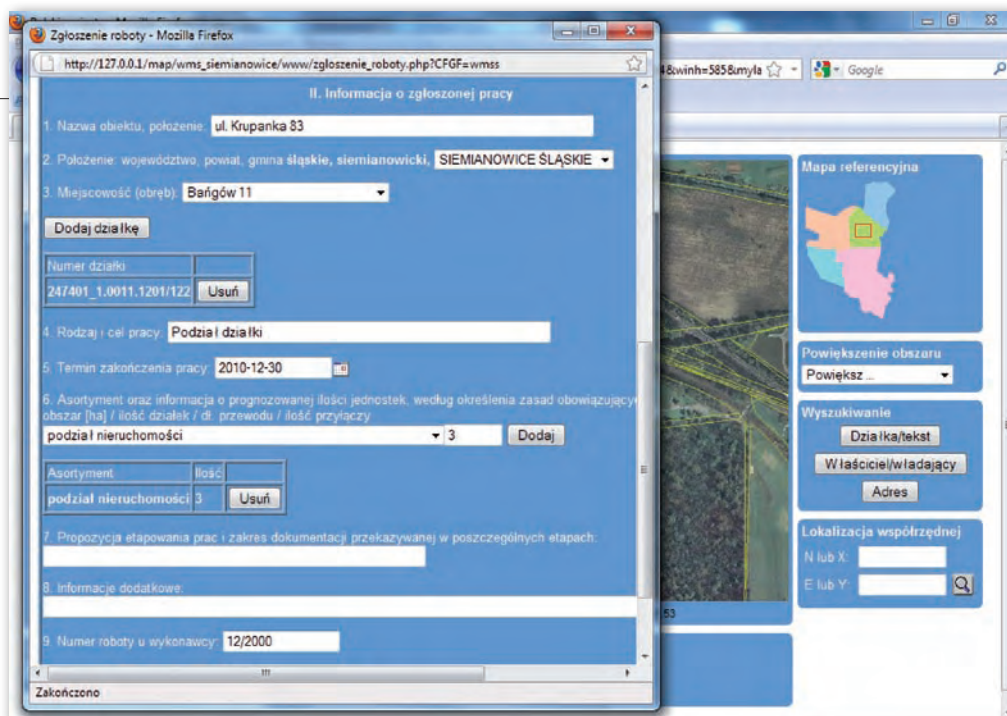 Zgłoszenie roboty - Mozilla Firefox
http://127.0.0.1/map/wms_siemianowice/www/zgloszenie_roboty.php?CFGF=wmss
II. Informacja o zgłoszonej pracy
1. Nazwa obiektu, położenie: ul. Krupanka 83
2. Położenie: województwo, powiat, gmina śląskie, siemianowicki, SIEMIANOWICE ŚLĄSKIE
3. Miejscowość (obręb): Bańgów 11
Dodaj działkę
Numer działki
247401_1.0011.1201/122 Usuń
4. Rodzaj i cel pracy: Podział działki
5. Termin zakończenia pracy: 2010-12-30
6. Asortyment oraz informacja o prognozowanej ilości jednostek, według określenia zasad obowiązujący
obszar [ha] / ilość działek / dł. przewodu / ilość przyłączy
podział nieruchomości 3 Dodaj
Asortyment Ilość
podział nieruchomości 3 Usuń
7. Propozycja etapowania prac i zakres dokumentacji przekazywanej w poszczególnych etapach:
8. Informacje dodatkowe:
9. Numer roboty u wykonawcy: 12/2000
Zakończono
4&winh=585&myla
Google
53
Mapa referencyjna
Powiększenie obszaru
Powiększ ...
Wyszukiwanie
Działka/tekst
Właściciel/władający
Adres
Lokalizacja współrzędnej
N lub X:
E lub Y: